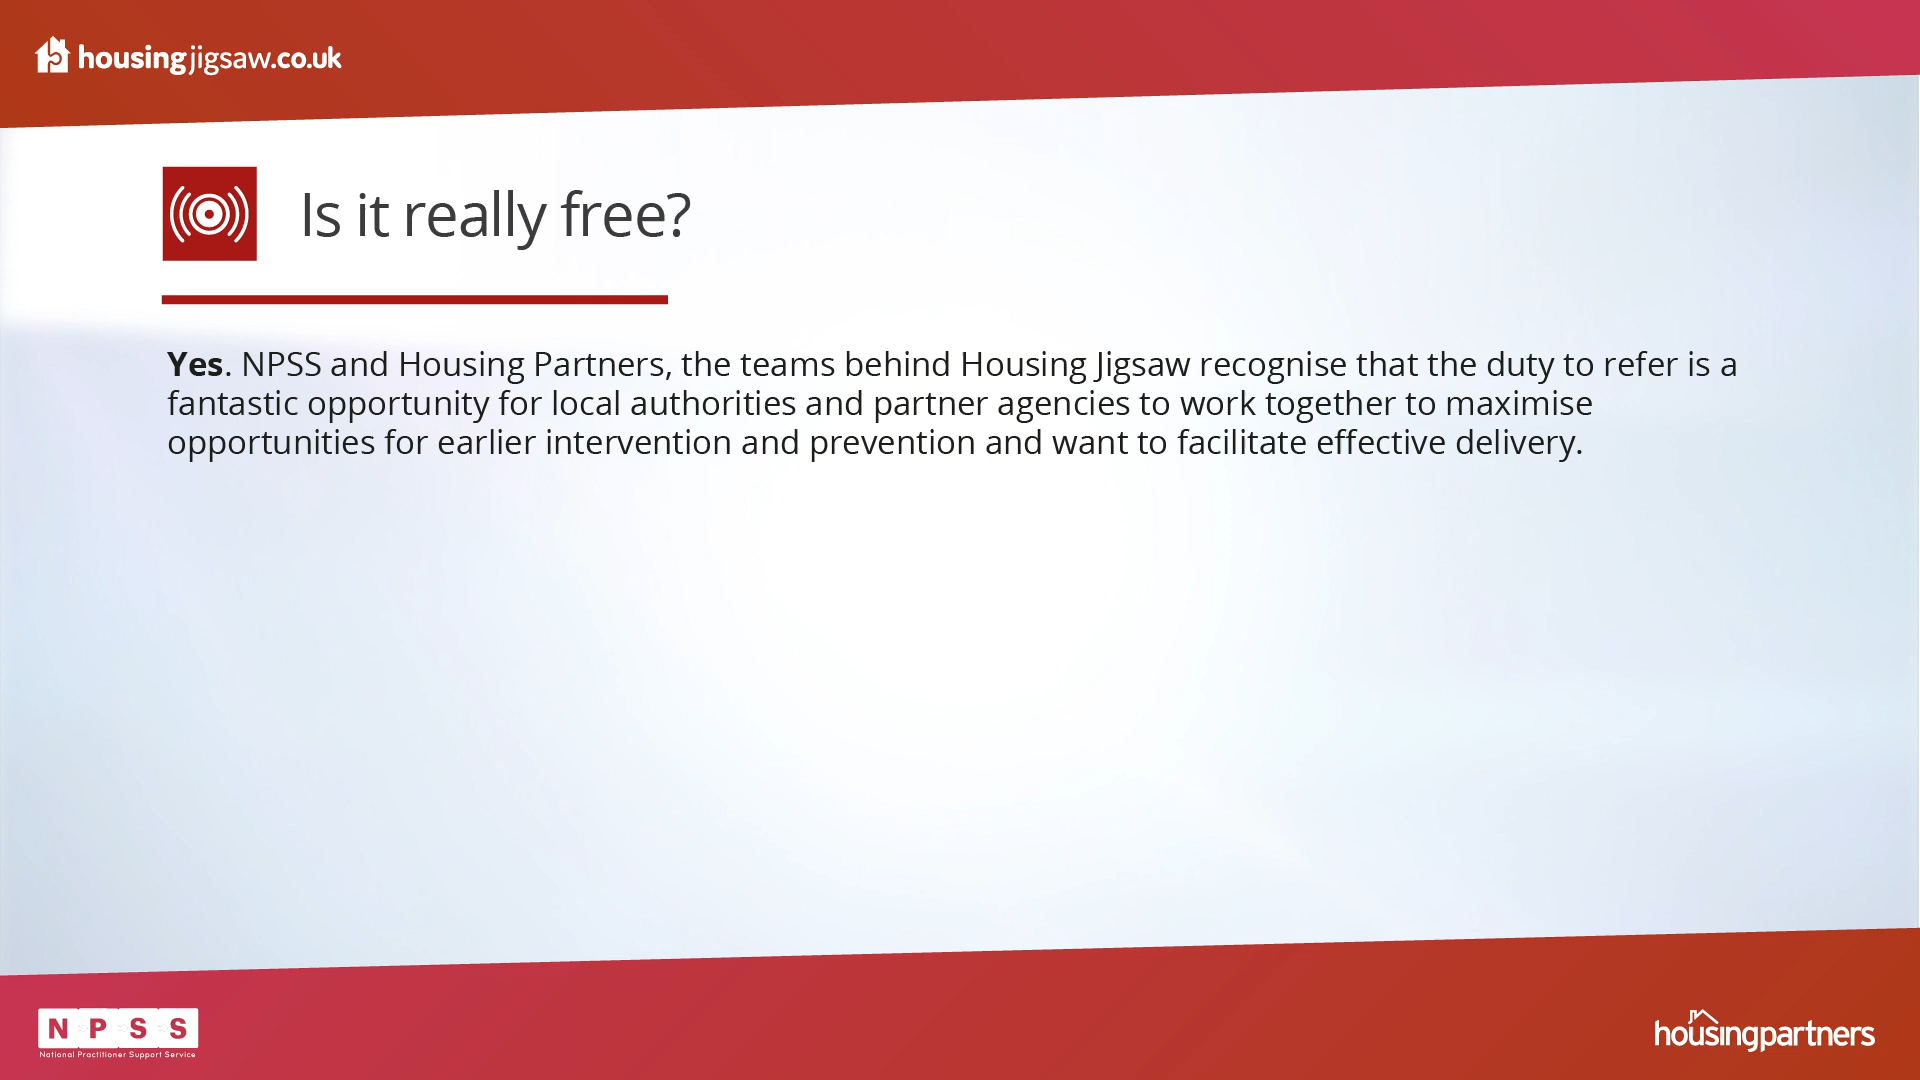 housingjigsaw.co.uk
Is it really free?
Yes. NPSS and Housing Partners, the teams behind Housing Jigsaw recognise that the duty to refer is a
fantastic opportunity for local authorities and partner agencies to work together to maximise
opportunities for earlier intervention and prevention and want to facilitate effective delivery.
NPSS
National Practitioner Support Service
housingpartners